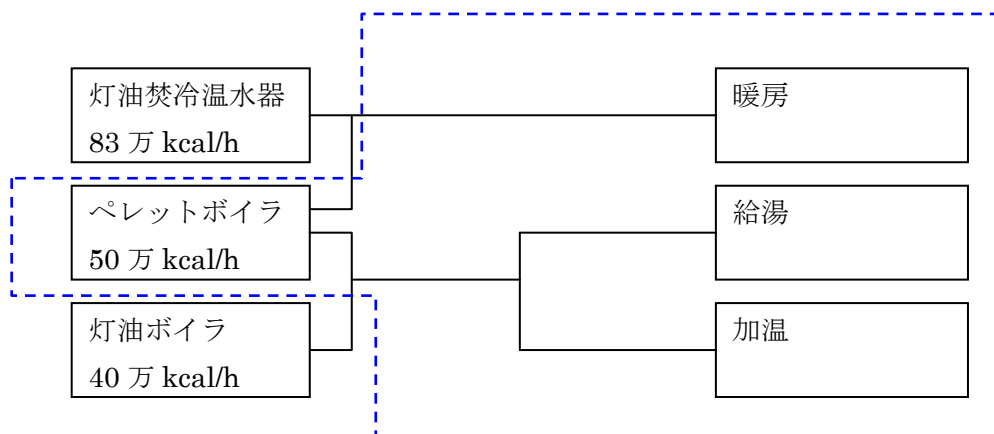 灯油焚冷温水器
83 万 kcal/h
暖房
ペレットボイラ
50 万 kcal/h
給湯
灯油ボイラ
40 万 kcal/h
加温